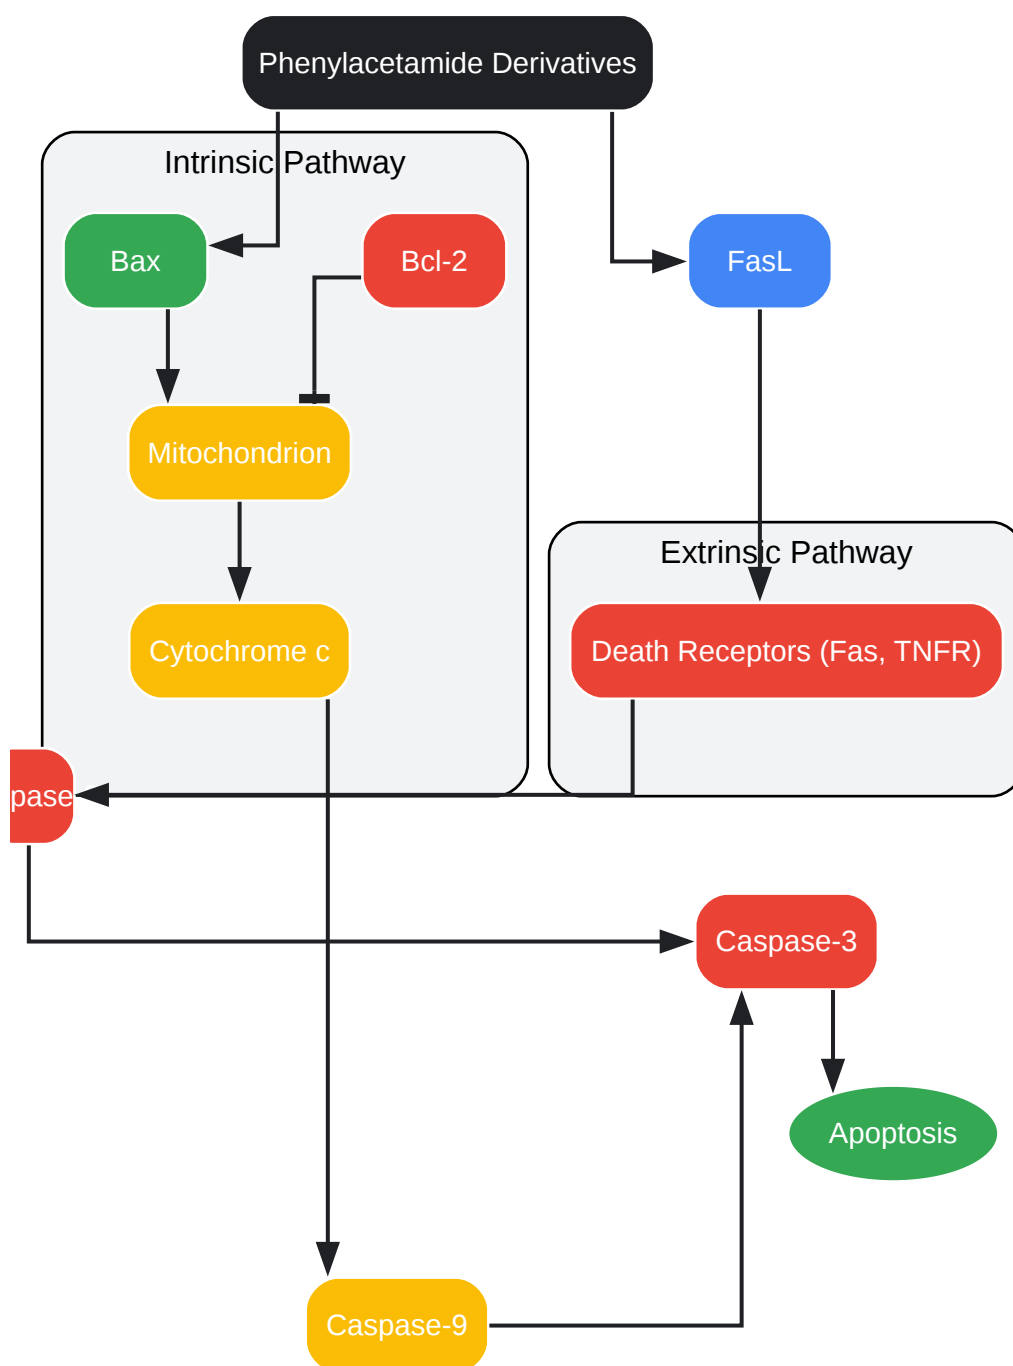 Phenylacetamide Derivatives
Intrinsic Pathway
Bax
Bcl-2
FasL
Mitochondrion
Extrinsic Pathway
Cytochrome c
Death Receptors (Fas, TNFR)
pase
Caspase-3
Apoptosis
Caspase-9